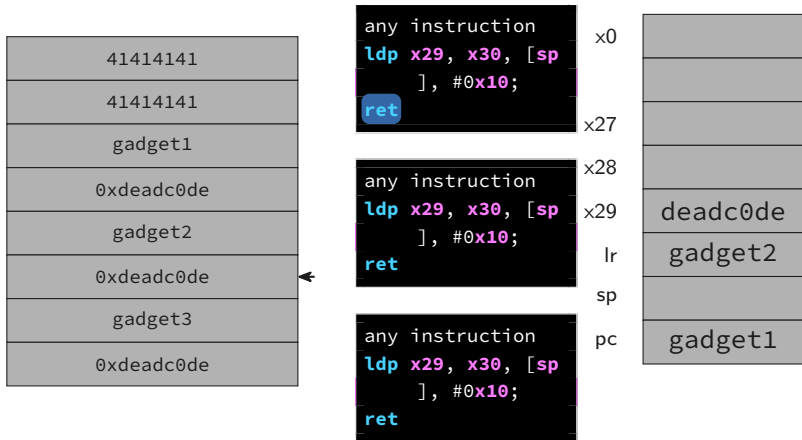 41414141
41414141
gadget1
0xdeadc0de
gadget2
0xdeadc0de
gadget3
0xdeadc0de
any instruction
ldp x29, x30, [sp
], #0x10;
ret
any instruction
ldp x29, x30, [sp
], #0x10;
ret
any instruction
ldp x29, x30, [sp
], #0x10;
ret
x0
x27
x28
x29
lr
sp
pc
deadc0de
gadget2
gadget1